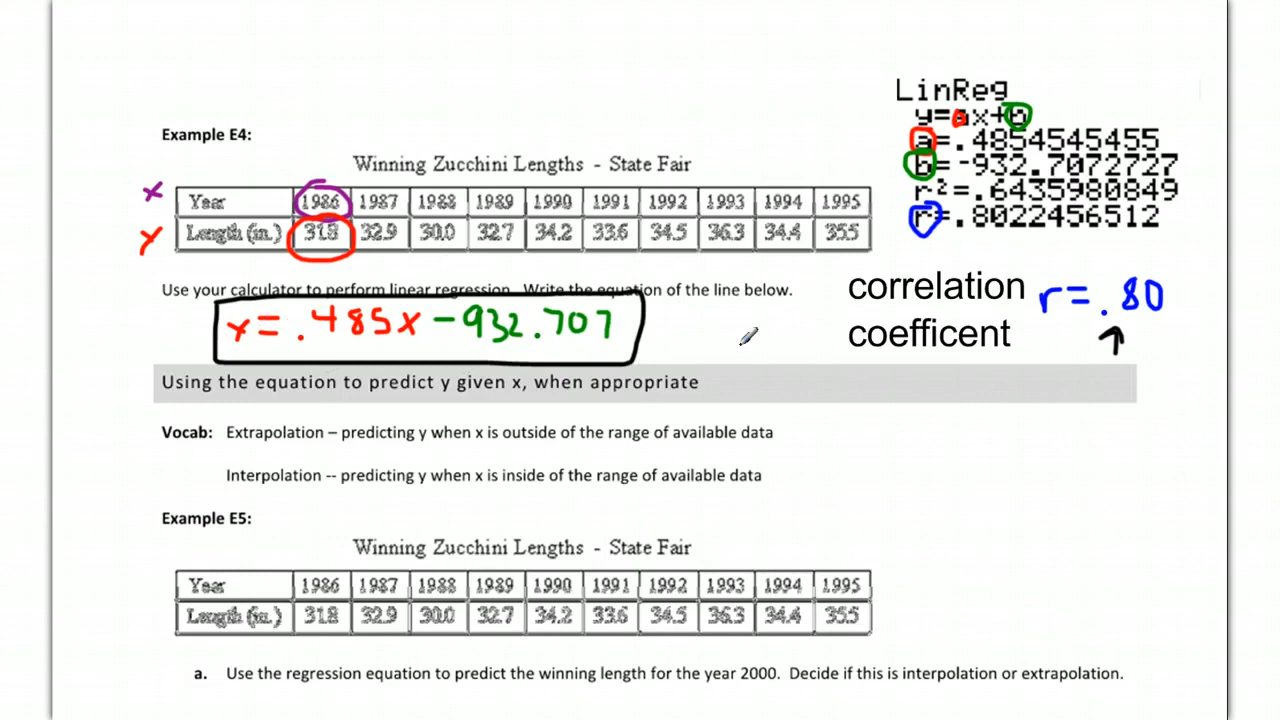 LinReg
y=ax+b
a=.4854545455
b=-932.7072727
r²=.6435980849
r=.8022456512
Example E4:
Winning Zucchini Lengths - State Fair
x Year 1986 1987 1988 1989 1990 1991 1992 1993 1994 1995
y Length (in.) 31.8 32.9 30.0 32.7 34.2 33.6 34.5 36.3 34.4 35.5
Use your calculator to perform linear regression. Write the equation of the line below.
y = .485x - 932.707
correlation r = .80
coefficent
Using the equation to predict y given x, when appropriate
Vocab: Extrapolation – predicting y when x is outside of the range of available data
Interpolation -- predicting y when x is inside of the range of available data
Example E5:
Winning Zucchini Lengths - State Fair
Year 1986 1987 1988 1989 1990 1991 1992 1993 1994 1995
Length (in.) 31.8 32.9 30.0 32.7 34.2 33.6 34.5 36.3 34.4 35.5
a. Use the regression equation to predict the winning length for the year 2000. Decide if this is interpolation or extrapolation.